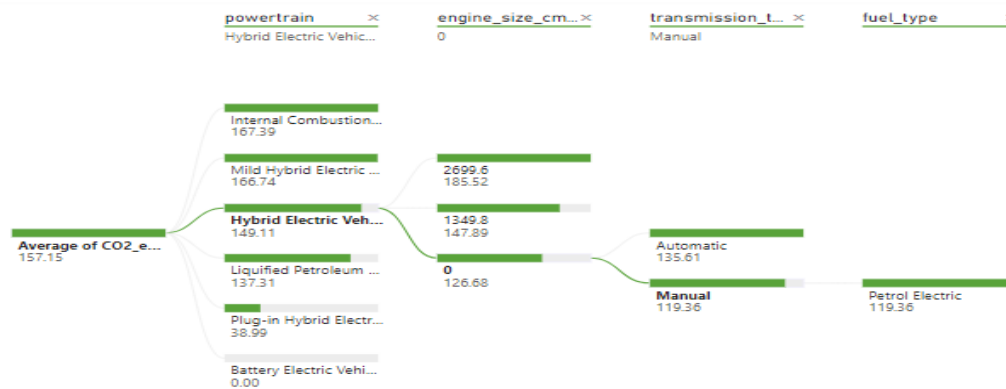 powertrain ×
Hybrid Electric Vehic...
engine_size_cm... ×
0
transmission_t... ×
Manual
fuel_type
Average of CO2_e...
157.15
Internal Combustion...
167.39
Mild Hybrid Electric ...
166.74
Hybrid Electric Veh...
149.11
Liquified Petroleum ...
137.31
Plug-in Hybrid Electr...
38.99
Battery Electric Vehi...
0.00
2699.6
185.52
1349.8
147.89
0
126.68
Automatic
135.61
Manual
119.36
Petrol Electric
119.36